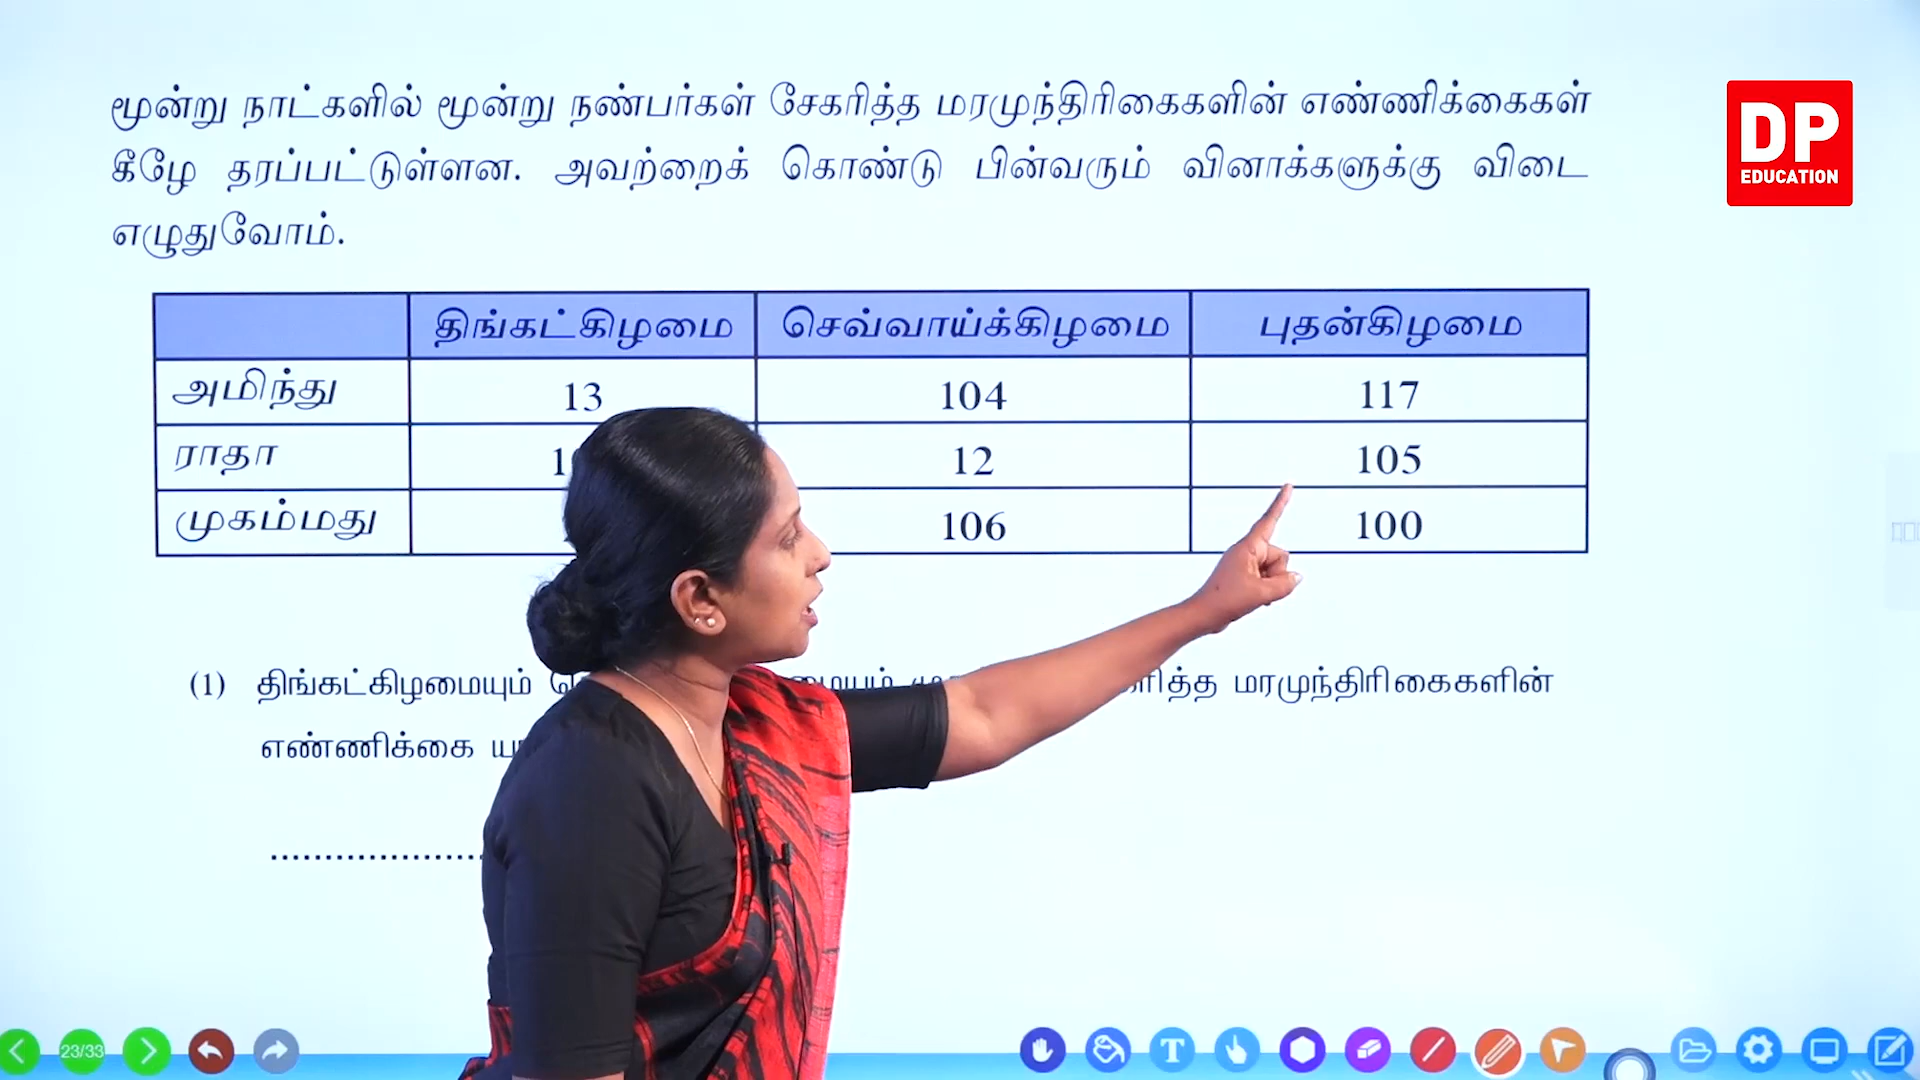 மூன்று நாட்களில் மூன்று நண்பர்கள் சேகரித்த மரமுந்திரிகைகளின் எண்ணிக்கைகள்
கீழே தரப்பட்டுள்ளன. அவற்றைக் கொண்டு பின்வரும் வினாக்களுக்கு விடை
எழுதுவோம்.
DP
EDUCATION
திங்கட்கிழமை செவ்வாய்க்கிழமை புதன்கிழமை
அமிந்து 13 104 117
ராதா 12 105
முகம்மது 106 100
(1) திங்கட்கிழமையும் மரமுந்திரிகைகளின்
எண்ணிக்கை
23/33